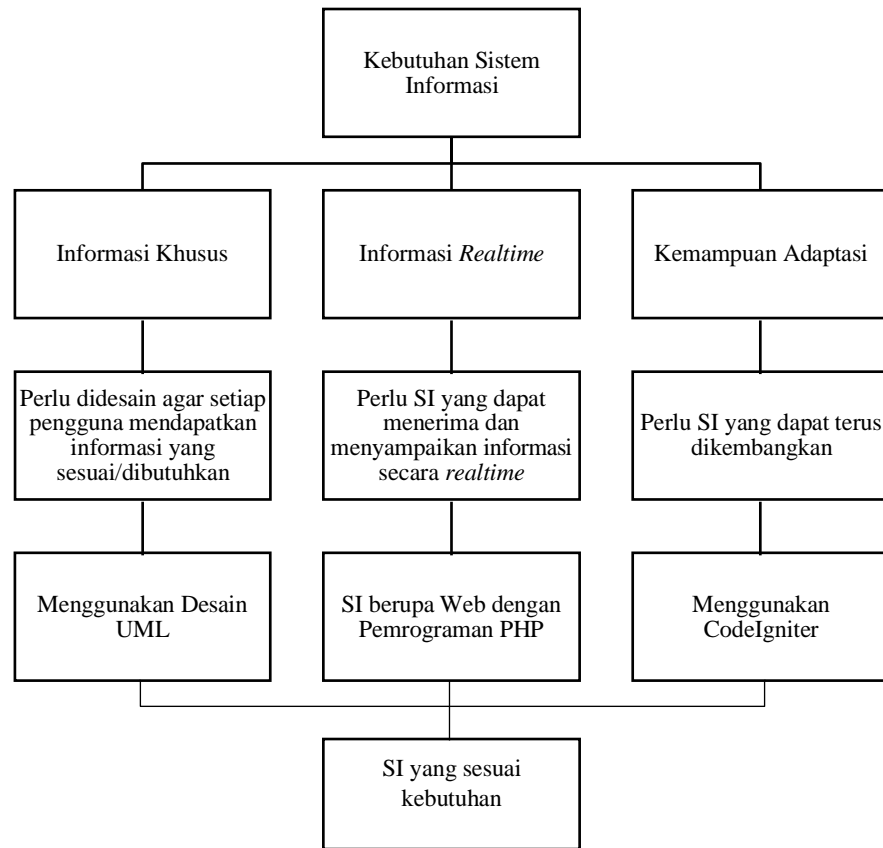 Kebutuhan Sistem
Informasi
Informasi Khusus
Informasi Realtime
Kemampuan Adaptasi
Perlu didesain agar setiap
pengguna mendapatkan
informasi yang
sesuai/dibutuhkan
Perlu SI yang dapat
menerima dan
menyampaikan informasi
secara realtime
Perlu SI yang dapat terus
dikembangkan
Menggunakan Desain
UML
SI berupa Web dengan
Pemrograman PHP
Menggunakan
CodeIgniter
SI yang sesuai
kebutuhan